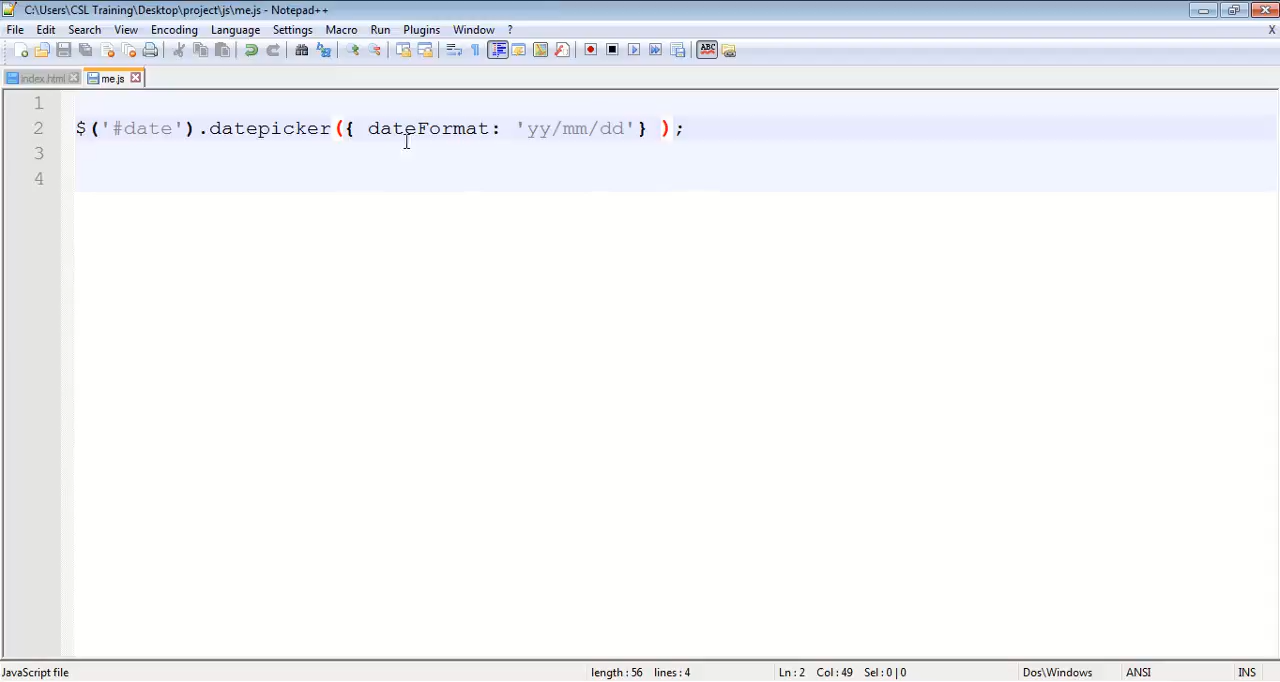 C:\Users\CSL Training\Desktop\project\js\me.js - Notepad++
File Edit Search View Encoding Language Settings Macro Run Plugins Window ? X
index.html me.js
1
2 $('#date').datepicker({ dateFormat: 'yy/mm/dd'} );
3
4
JavaScript file length : 56 lines : 4 Ln : 2 Col : 49 Sel : 0 | 0 Dos\Windows ANSI INS